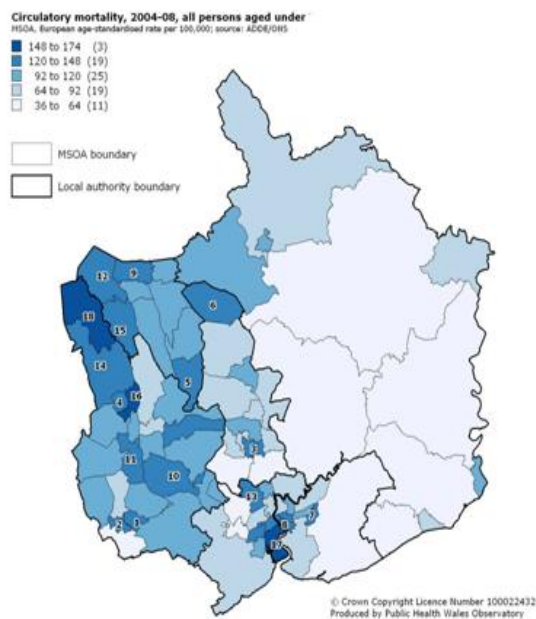 Circulatory mortality, 2004-08, all persons aged under
MSOA, European age-standardised rate per 100,000; source: ADDE/ONS
148 to 174 (3)
120 to 148 (19)
92 to 120 (25)
64 to 92 (19)
36 to 64 (11)
MSOA boundary
Local authority boundary
12
9
18
6
15
14
5
4
16
3
11
10
13
7
2
1
8
17
© Crown Copyright Licence Number 100022432
Produced by Public Health Wales Observatory